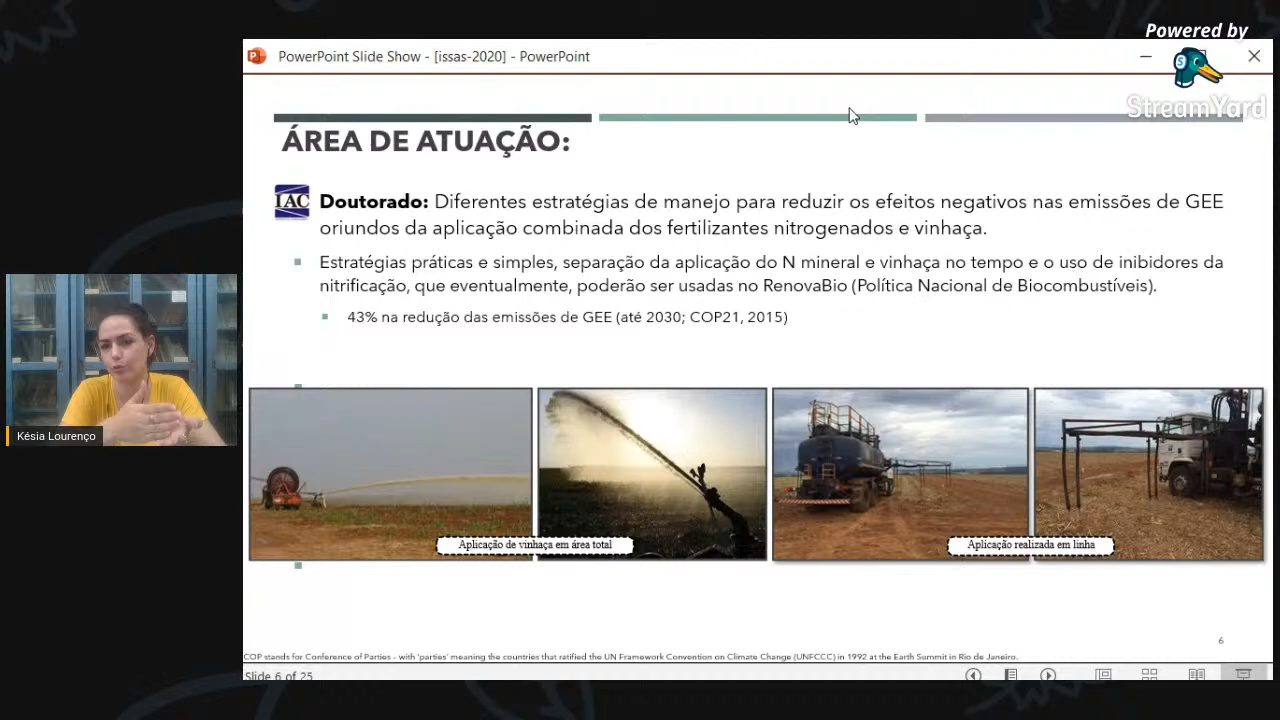 Powered by
StreamYard
PowerPoint Slide Show - [issas-2020] - PowerPoint
ÁREA DE ATUAÇÃO:
IAC
Doutorado: Diferentes estratégias de manejo para reduzir os efeitos negativos nas emissões de GEE
oriundos da aplicação combinada dos fertilizantes nitrogenados e vinhaça.
Estratégias práticas e simples, separação da aplicação do N mineral e vinhaça no tempo e o uso de inibidores da
nitrificação, que eventualmente, poderão ser usadas no RenovaBio (Política Nacional de Biocombustíveis).
43% na redução das emissões de GEE (até 2030; COP21, 2015)
Késia Lourenço
Aplicação de vinhaça em área total
Aplicação realizada em linha
6
COP stands for Conference of Parties – with 'parties' meaning the countries that ratified the UN Framework Convention on Climate Change (UNFCCC) in 1992 at the Earth Summit in Rio de Janeiro.
Slide 6 of 25